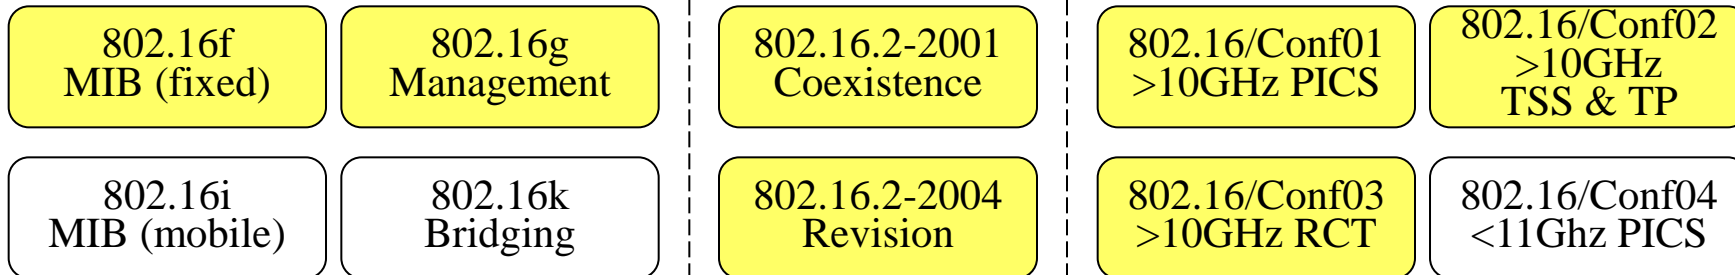 802.16f
MIB (fixed)
802.16g
Management
802.16.2-2001
Coexistence
802.16/Conf01
>10GHz PICS
802.16/Conf02
>10GHz
TSS & TP
802.16i
MIB (mobile)
802.16k
Bridging
802.16.2-2004
Revision
802.16/Conf03
>10GHz RCT
802.16/Conf04
<11Ghz PICS